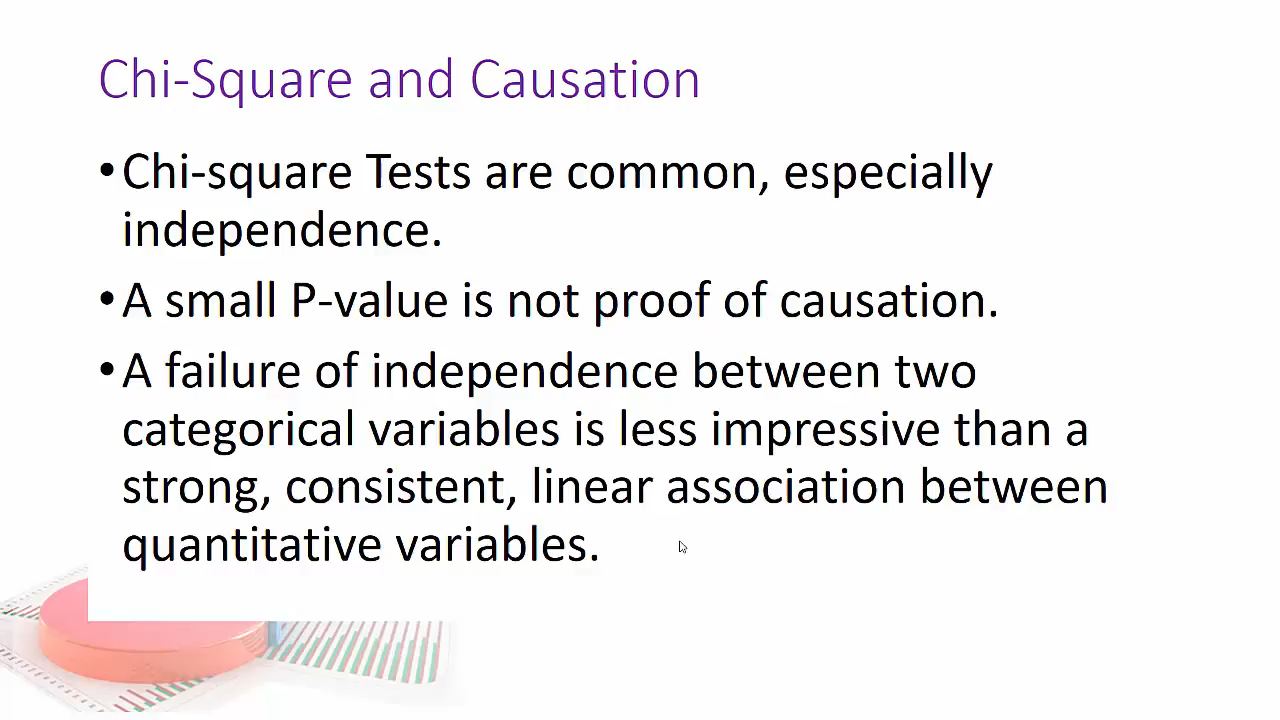 Chi-Square and Causation
•Chi-square Tests are common, especially
independence.
•A small P-value is not proof of causation.
•A failure of independence between two
categorical variables is less impressive than a
strong, consistent, linear association between
quantitative variables.